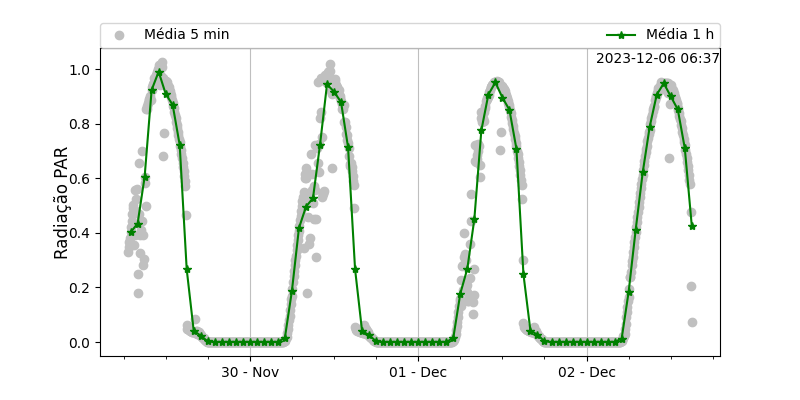 Média 5 min
Média 1 h
2023-12-06 06:37
Radiação PAR
1.0
0.8
0.6
0.4
0.2
0.0
30 - Nov
01 - Dec
02 - Dec